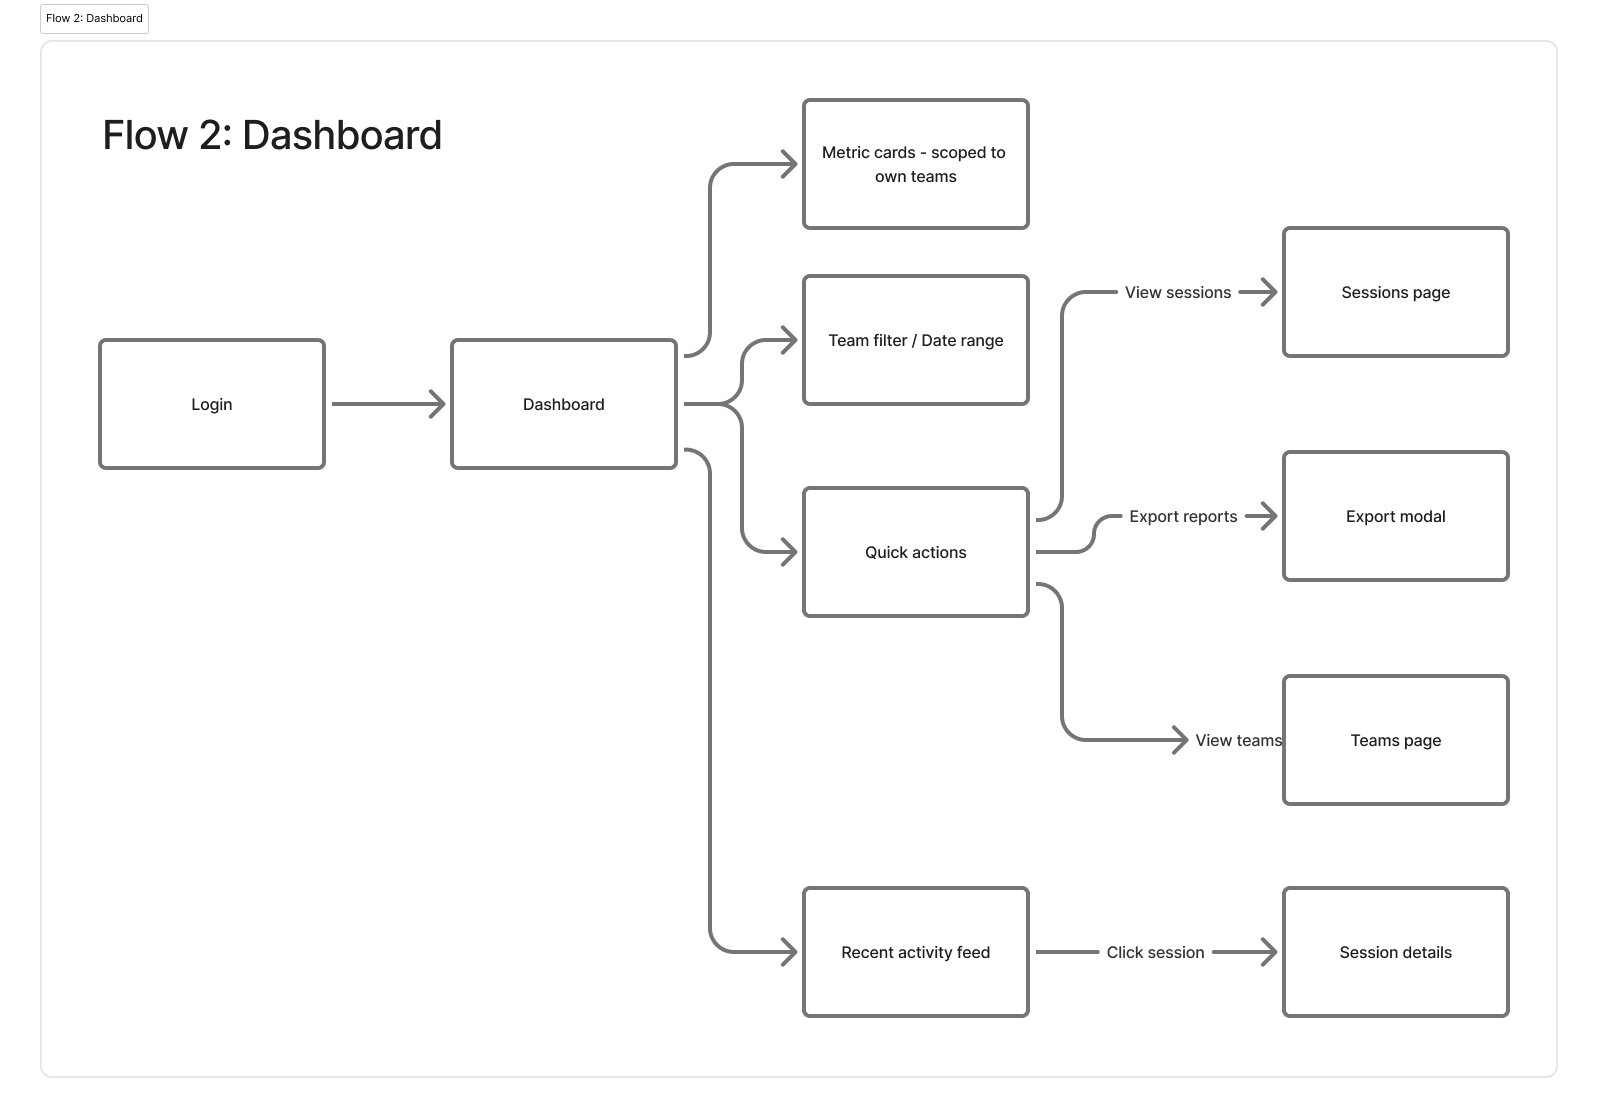 Flow 2: Dashboard
Flow 2: Dashboard
Metric cards - scoped to
own teams
View sessions
Sessions page
Team filter / Date range
Login
Dashboard
Export reports
Export modal
Quick actions
View teams
Teams page
Recent activity feed
Click session
Session details